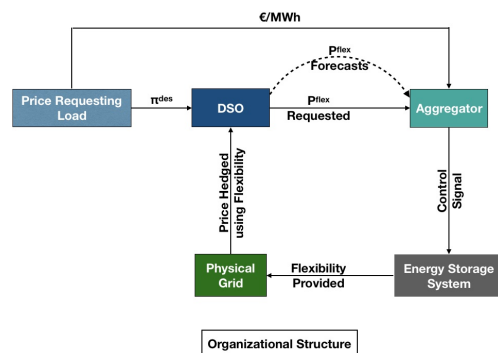 €/MWh
Pflex
Forecasts
Price Requesting
Load
πdes
DSO
Pflex
Requested
Aggregator
Price Hedged
using Flexibility
Control
Signal
Physical
Grid
Flexibility
Provided
Energy Storage
System
Organizational Structure